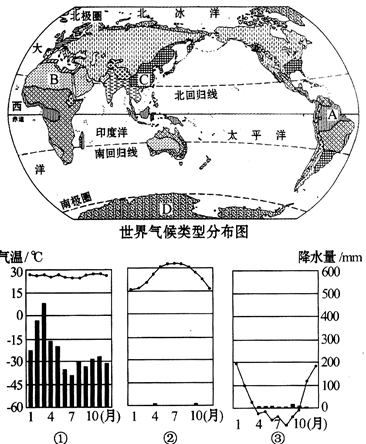 北极圈 北 冰 洋
大
西
洋
B
C
北回归线
A
赤道
印度洋
太 平 洋
南回归线
南极圈
D
世界气候类型分布图
气温/℃
降水量/mm
30
15
0
-15
-30
-45
-60
600
500
400
300
200
100
0
1 4 7 10(月)
1 4 7 10(月)
1 4 7 10(月)
① ② ③